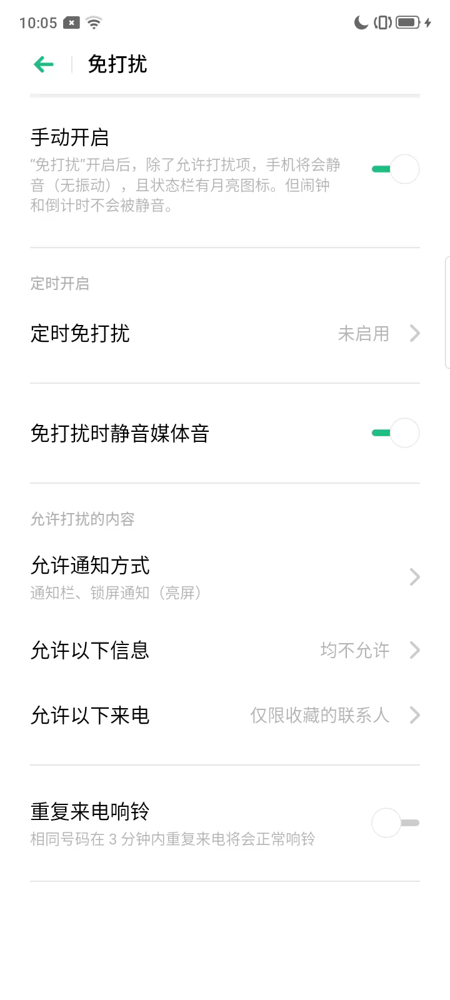 10:05
免打扰
手动开启
“免打扰”开启后，除了允许打扰项，手机将会静
音（无振动），且状态栏有月亮图标。但闹钟
和倒计时不会被静音。
定时开启
定时免打扰
未启用
免打扰时静音媒体音
允许打扰的内容
允许通知方式
通知栏、锁屏通知（亮屏）
允许以下信息
均不允许
允许以下来电
仅限收藏的联系人
重复来电响铃
相同号码在 3 分钟内重复来电将会正常响铃